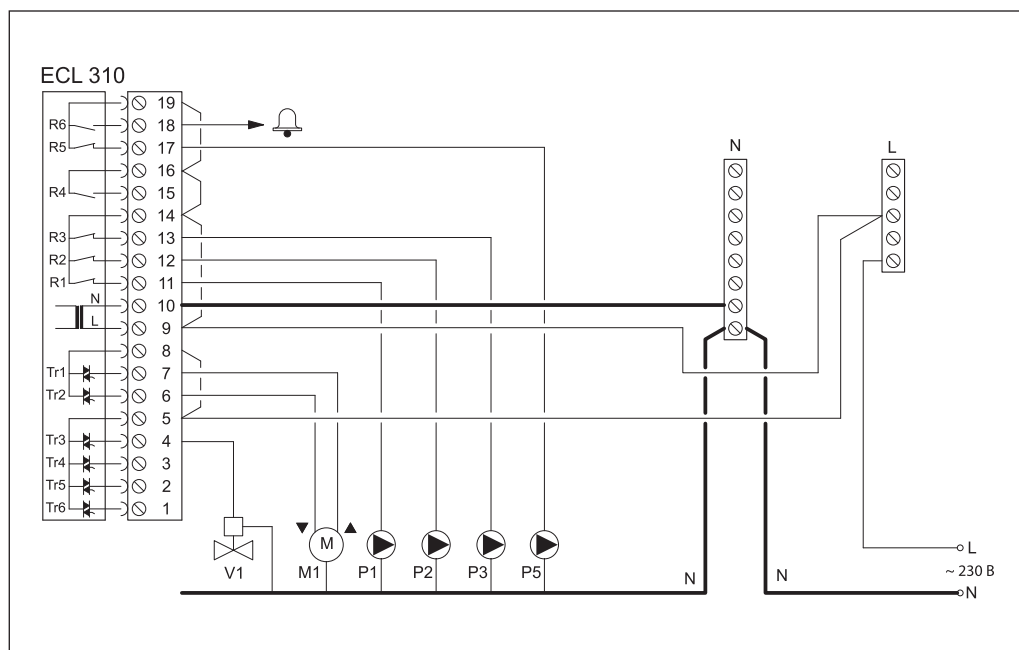 ECL 310
19
R6 18
R5 17
16
R4 15
14
R3 13
R2 12
R1 11
N 10
L 9
8
Tr1 7
Tr2 6
5
Tr3 4
Tr4 3
Tr5 2
Tr6 1
N
L
V1
M
M1
P1
P2
P3
P5
N
N
L
~ 230 В
N